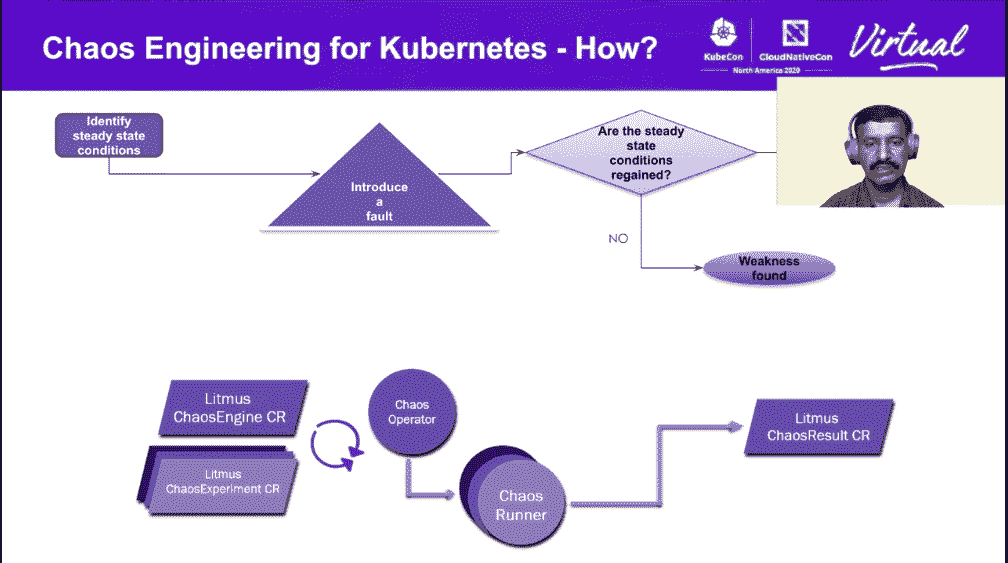 Chaos Engineering for Kubernetes - How?
KubeCon
CloudNativeCon
North America 2020
Virtual
Identify
steady state
conditions
Introduce
a
fault
Are the steady
state
conditions
regained?
NO
Weakness
found
Litmus
ChaosEngine CR
Litmus
ChaosExperiment CR
Chaos
Operator
Chaos
Runner
Litmus
ChaosResult CR